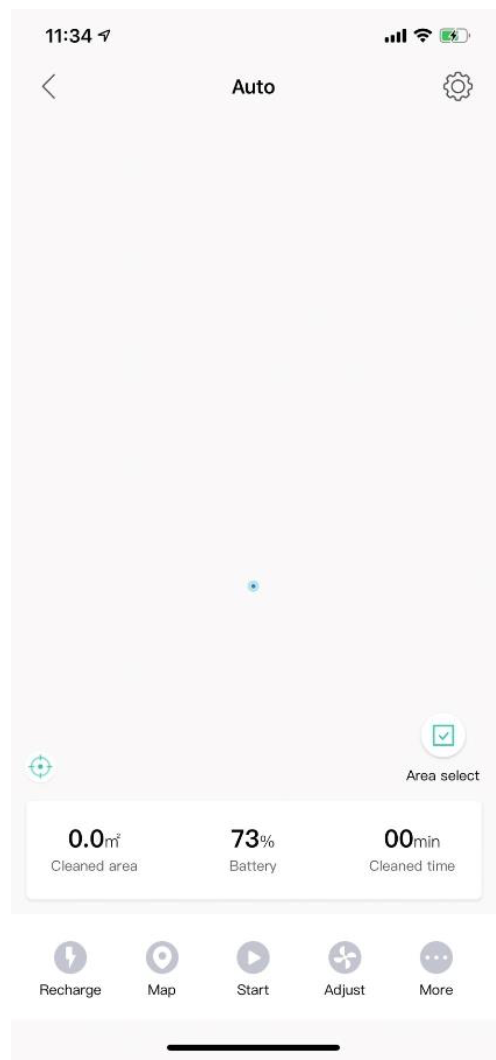 11:34
Auto
Area select
0.0㎡ 73% 00min
Cleaned area Battery Cleaned time
Recharge Map Start Adjust More